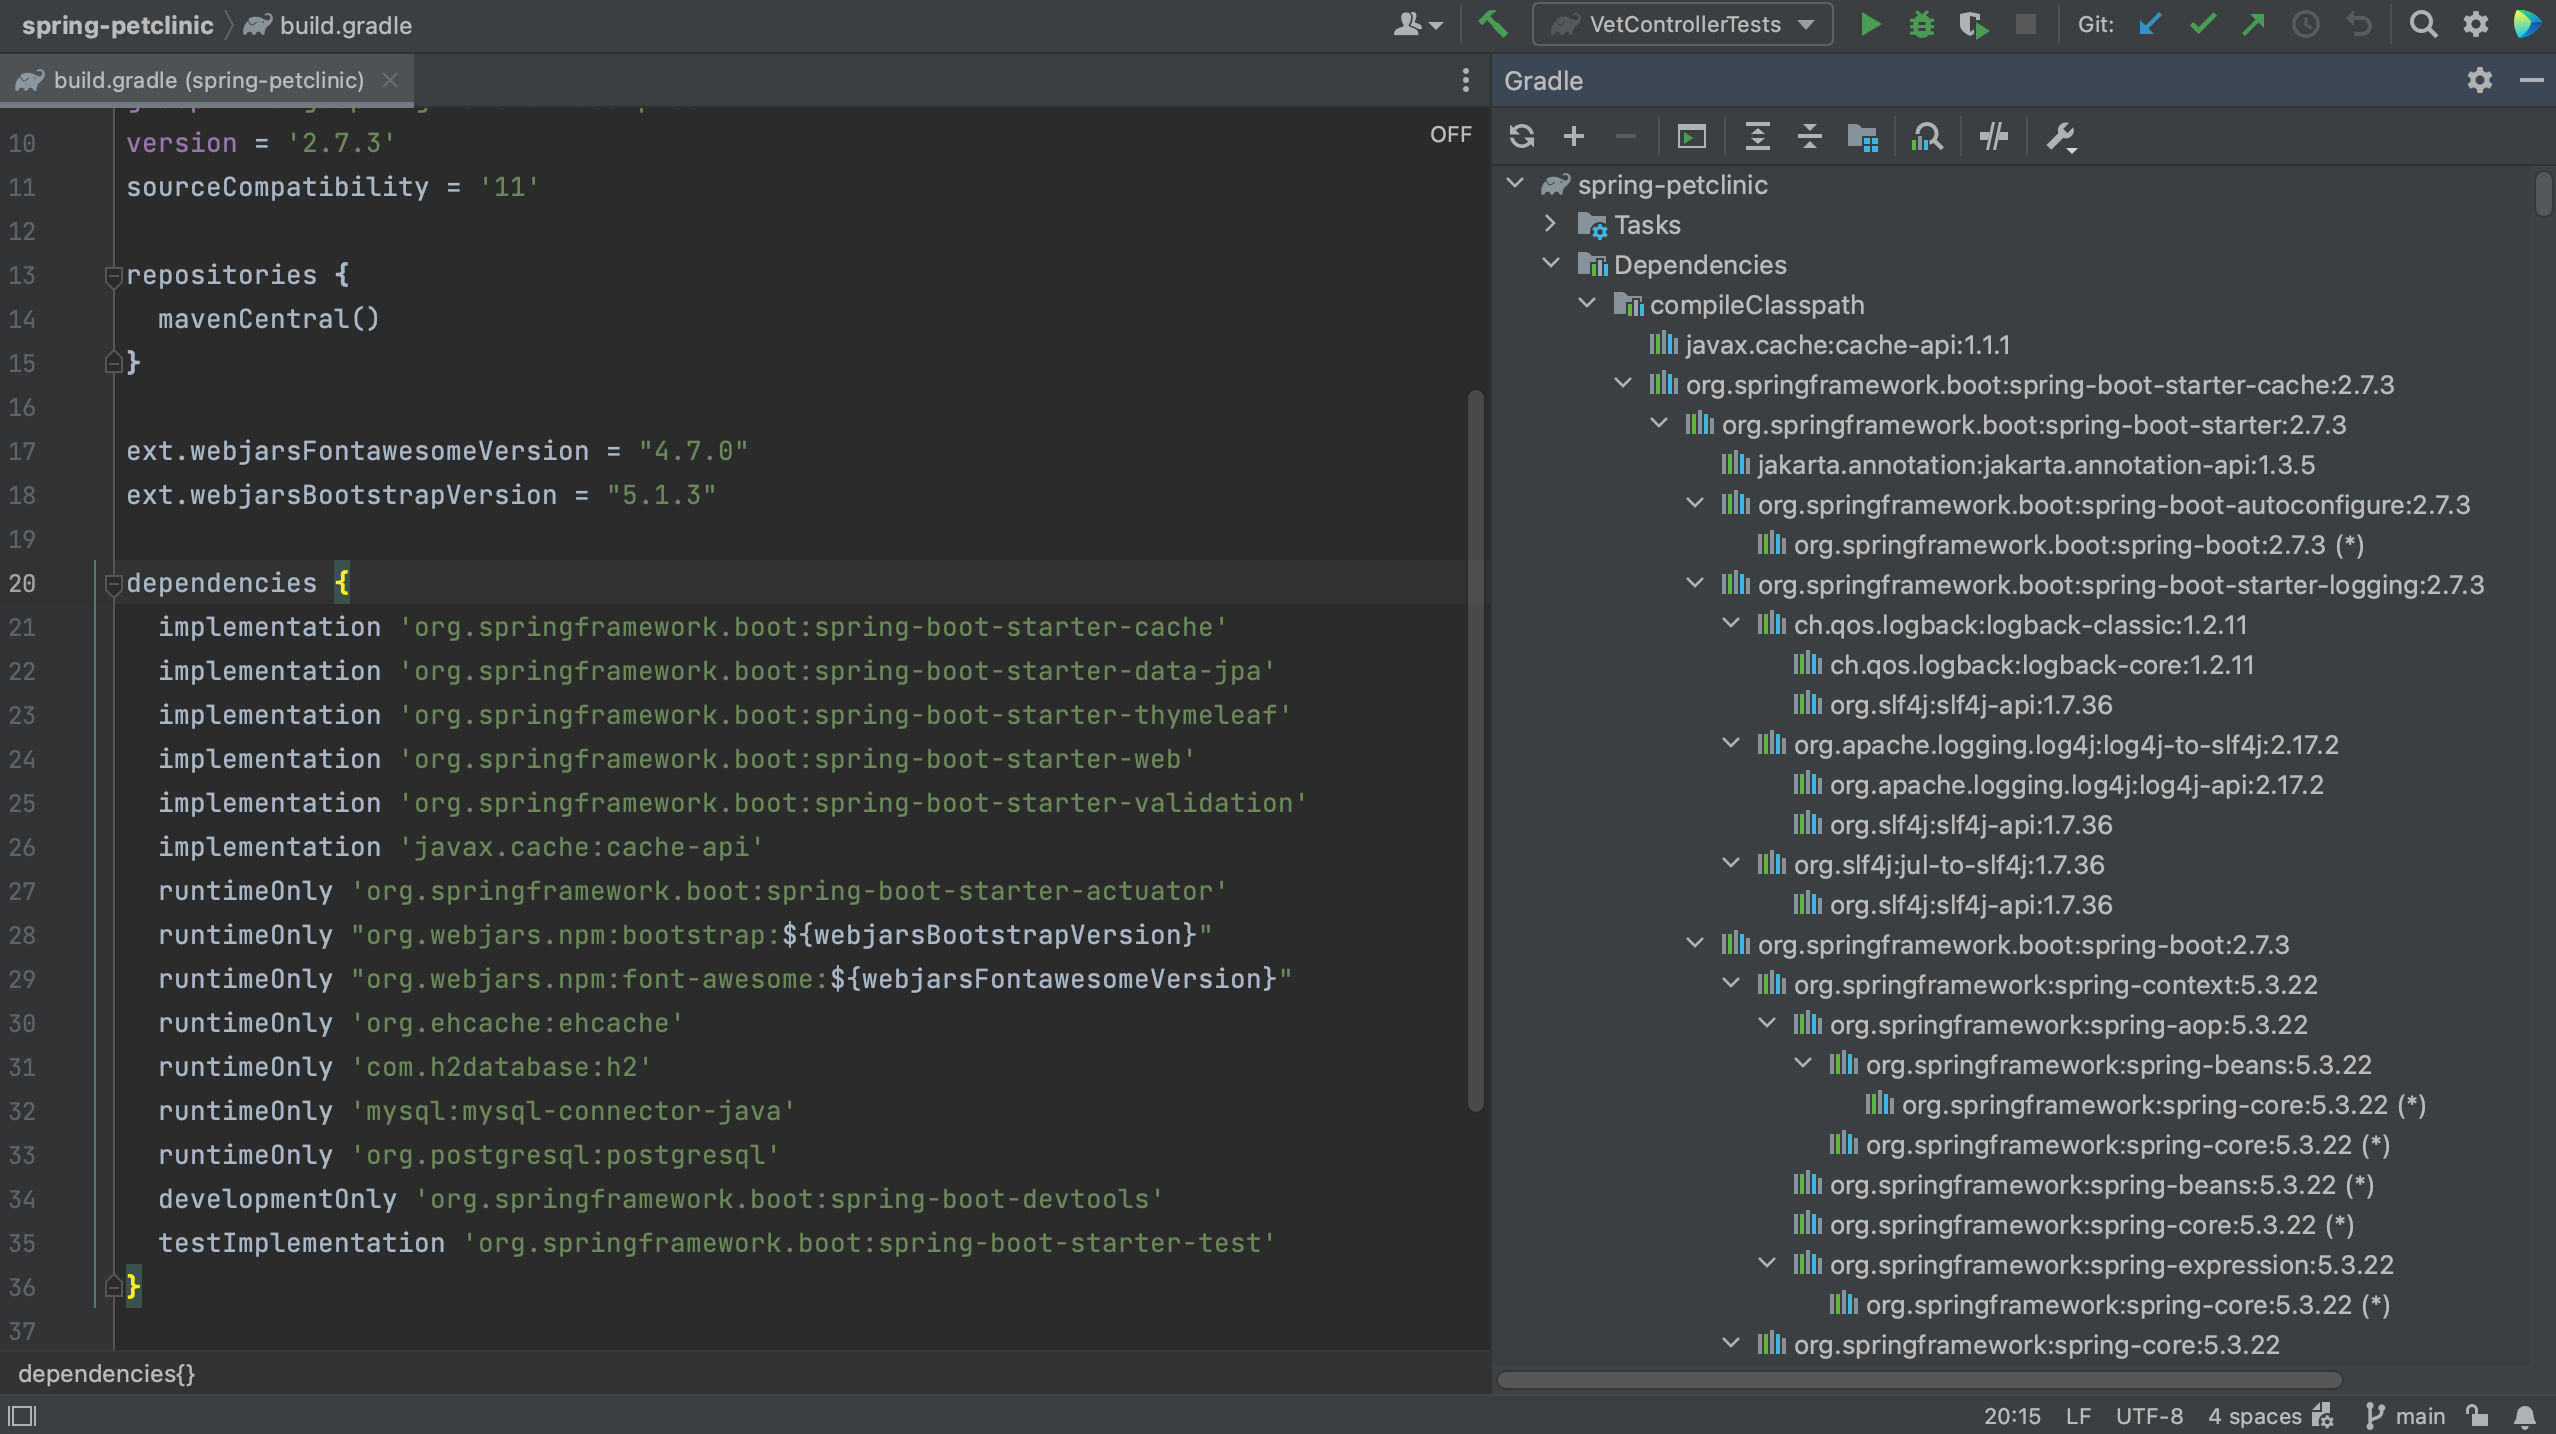 spring-petclinic
build.gradle
VetControllerTests
Git:
build.gradle (spring-petclinic)
OFF
10 version = '2.7.3'
11 sourceCompatibility = '11'
12
13 repositories {
14 mavenCentral()
15 }
16
17 ext.webjarsFontawesomeVersion = "4.7.0"
18 ext.webjarsBootstrapVersion = "5.1.3"
19
20 dependencies {
21 implementation 'org.springframework.boot:spring-boot-starter-cache'
22 implementation 'org.springframework.boot:spring-boot-starter-data-jpa'
23 implementation 'org.springframework.boot:spring-boot-starter-thymeleaf'
24 implementation 'org.springframework.boot:spring-boot-starter-web'
25 implementation 'org.springframework.boot:spring-boot-starter-validation'
26 implementation 'javax.cache:cache-api'
27 runtimeOnly 'org.springframework.boot:spring-boot-starter-actuator'
28 runtimeOnly "org.webjars.npm:bootstrap:${webjarsBootstrapVersion}"
29 runtimeOnly "org.webjars.npm:font-awesome:${webjarsFontawesomeVersion}"
30 runtimeOnly 'org.ehcache:ehcache'
31 runtimeOnly 'com.h2database:h2'
32 runtimeOnly 'mysql:mysql-connector-java'
33 runtimeOnly 'org.postgresql:postgresql'
34 developmentOnly 'org.springframework.boot:spring-boot-devtools'
35 testImplementation 'org.springframework.boot:spring-boot-starter-test'
36 }
37
dependencies{}
Gradle
spring-petclinic
Tasks
Dependencies
compileClasspath
javax.cache:cache-api:1.1.1
org.springframework.boot:spring-boot-starter-cache:2.7.3
org.springframework.boot:spring-boot-starter:2.7.3
jakarta.annotation:jakarta.annotation-api:1.3.5
org.springframework.boot:spring-boot-autoconfigure:2.7.3
org.springframework.boot:spring-boot:2.7.3 (*)
org.springframework.boot:spring-boot-starter-logging:2.7.3
ch.qos.logback:logback-classic:1.2.11
ch.qos.logback:logback-core:1.2.11
org.slf4j:slf4j-api:1.7.36
org.apache.logging.log4j:log4j-to-slf4j:2.17.2
org.apache.logging.log4j:log4j-api:2.17.2
org.slf4j:slf4j-api:1.7.36
org.slf4j:jul-to-slf4j:1.7.36
org.slf4j:slf4j-api:1.7.36
org.springframework.boot:spring-boot:2.7.3
org.springframework:spring-context:5.3.22
org.springframework:spring-aop:5.3.22
org.springframework:spring-beans:5.3.22
org.springframework:spring-core:5.3.22 (*)
org.springframework:spring-core:5.3.22 (*)
org.springframework:spring-beans:5.3.22 (*)
org.springframework:spring-core:5.3.22 (*)
org.springframework:spring-expression:5.3.22
org.springframework:spring-core:5.3.22 (*)
org.springframework:spring-core:5.3.22
20:15 LF UTF-8 4 spaces main